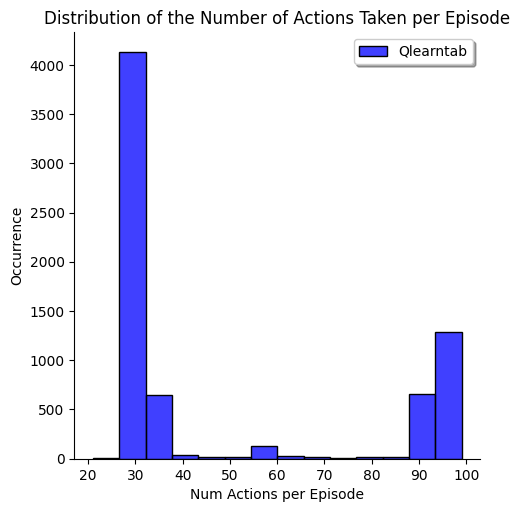 Distribution of the Number of Actions Taken per Episode
Qlearntab
4000
3500
3000
2500
2000
1500
1000
500
0
Occurrence
20 30 40 50 60 70 80 90 100
Num Actions per Episode